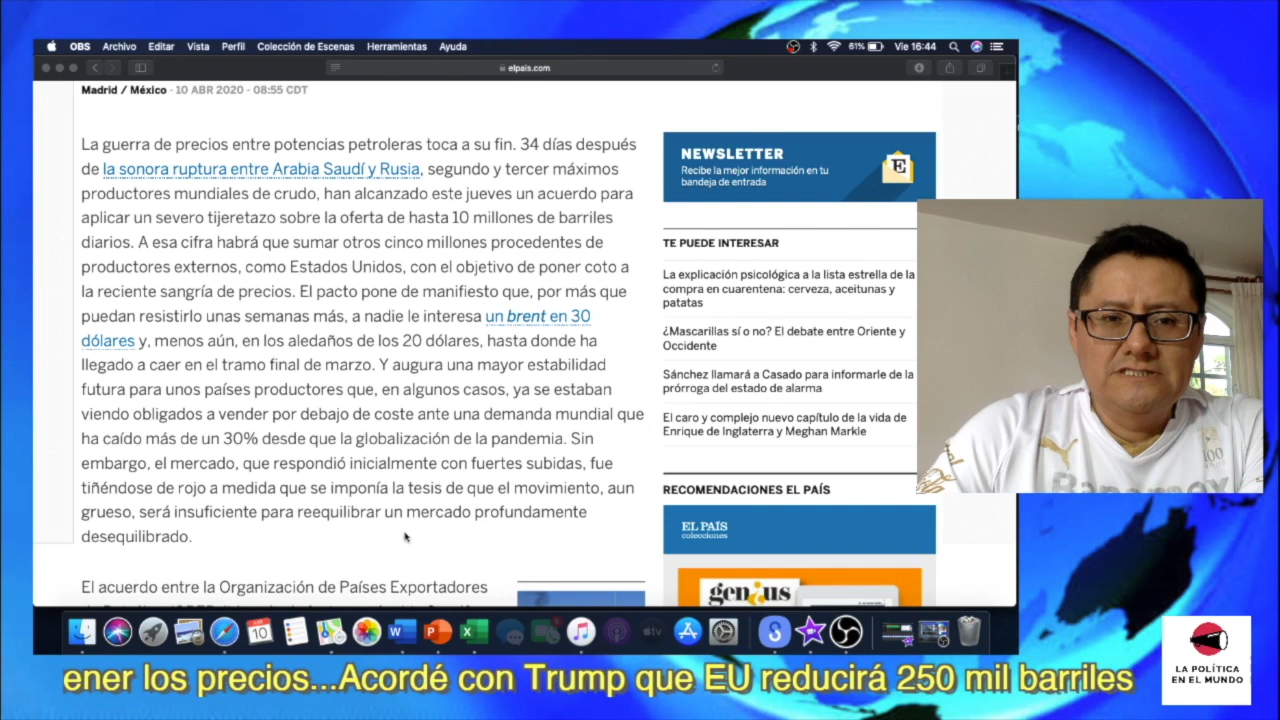 OBS Archivo Editar Vista Perfil Colección de Escenas Herramientas Ayuda
61% Vie 16:44
elpais.com
Madrid / México - 10 ABR 2020 - 08:55 CDT
La guerra de precios entre potencias petroleras toca a su fin. 34 días después
de la sonora ruptura entre Arabia Saudí y Rusia, segundo y tercer máximos
productores mundiales de crudo, han alcanzado este jueves un acuerdo para
aplicar un severo tijeretazo sobre la oferta de hasta 10 millones de barriles
diarios. A esa cifra habrá que sumar otros cinco millones procedentes de
productores externos, como Estados Unidos, con el objetivo de poner coto a
la reciente sangría de precios. El pacto pone de manifiesto que, por más que
puedan resistirlo unas semanas más, a nadie le interesa un brent en 30
dólares y, menos aún, en los aledaños de los 20 dólares, hasta donde ha
llegado a caer en el tramo final de marzo. Y augura una mayor estabilidad
futura para unos países productores que, en algunos casos, ya se estaban
viendo obligados a vender por debajo de coste ante una demanda mundial que
ha caído más de un 30% desde que la globalización de la pandemia. Sin
embargo, el mercado, que respondió inicialmente con fuertes subidas, fue
tiñéndose de rojo a medida que se imponía la tesis de que el movimiento, aun
grueso, será insuficiente para reequilibrar un mercado profundamente
desequilibrado.
El acuerdo entre la Organización de Países Exportadores
NEWSLETTER
Recibe la mejor información en tu
bandeja de entrada
E
TE PUEDE INTERESAR
La explicación psicológica a la lista estrella de la
compra en cuarentena: cerveza, aceitunas y
patatas
¿Mascarillas sí o no? El debate entre Oriente y
Occidente
Sánchez llamará a Casado para informarle de la
prórroga del estado de alarma
El caro y complejo nuevo capítulo de la vida de
Enrique de Inglaterra y Meghan Markle
RECOMENDACIONES EL PAÍS
EL PAÍS
colecciones
genius
100
10
W P X
tv
ener los precios...Acordé con Trump que EU reducirá 250 mil barriles
LA POLÍTICA
EN EL MUNDO